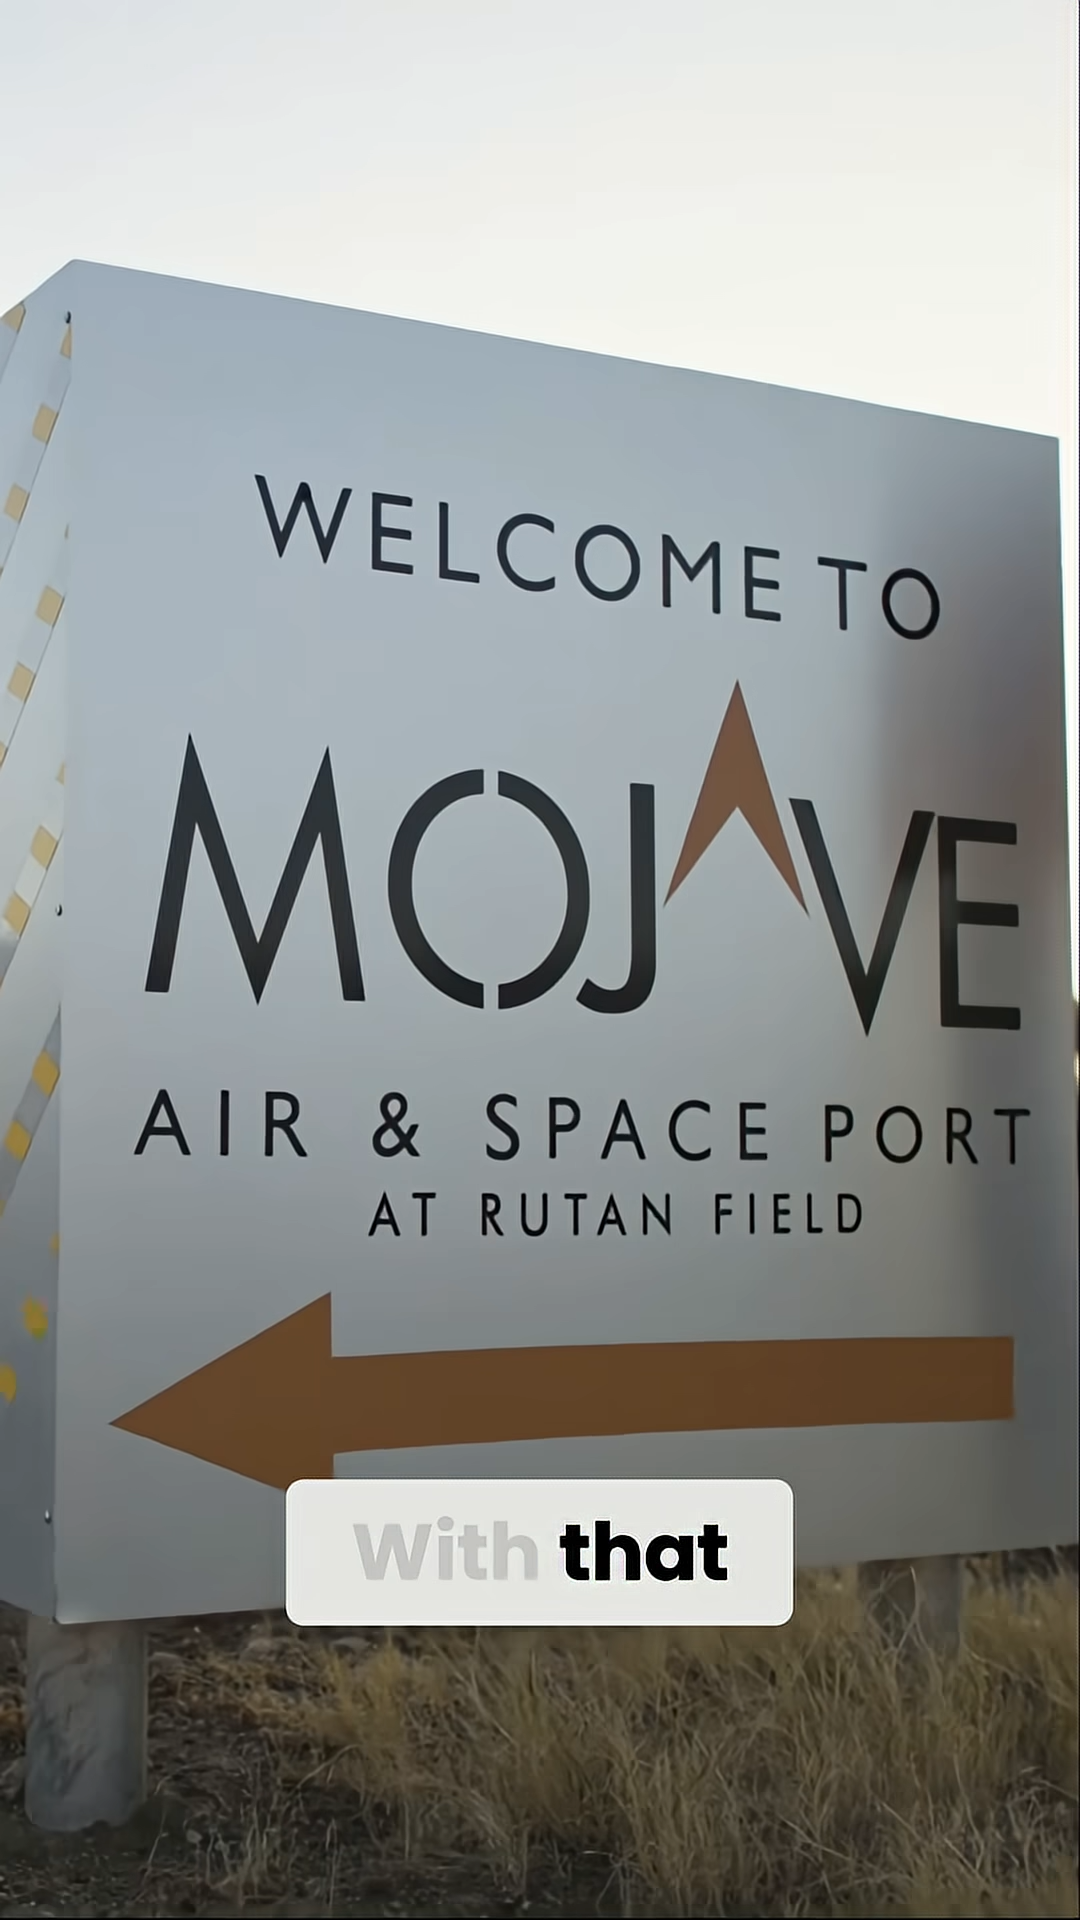 WELCOME TO
MOJAVE
AIR & SPACE PORT
AT RUTAN FIELD
With that